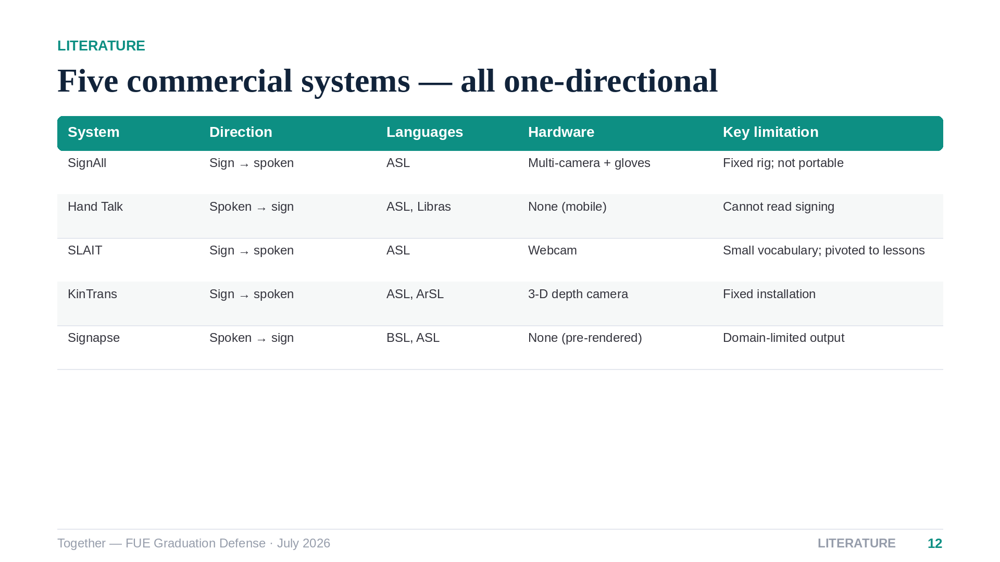 LITERATURE
Five commercial systems — all one-directional
System Direction Languages Hardware Key limitation
SignAll Sign → spoken ASL Multi-camera + gloves Fixed rig; not portable
Hand Talk Spoken → sign ASL, Libras None (mobile) Cannot read signing
SLAIT Sign → spoken ASL Webcam Small vocabulary; pivoted to lessons
KinTrans Sign → spoken ASL, ArSL 3-D depth camera Fixed installation
Signapse Spoken → sign BSL, ASL None (pre-rendered) Domain-limited output
Together — FUE Graduation Defense · July 2026 LITERATURE 12